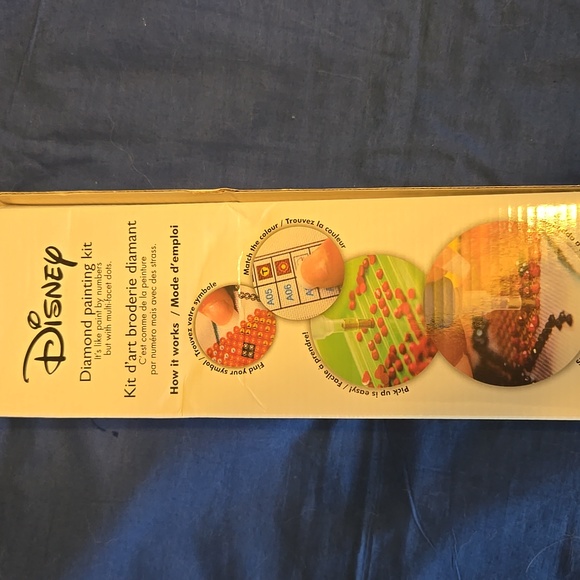 DISNEY
Diamond painting kit
It's like paint by numbers
but with multi-facet dots.
Kit d'art broderie diamant
C'est comme de la peinture
par numéro mais avec des strass.
How it works / Mode d'emploi
Find your symbol / Trouvez votre symbole
Match the colour / Trouvez la couleur
A05
A06
Pick up is easy! / Facile à prendre!